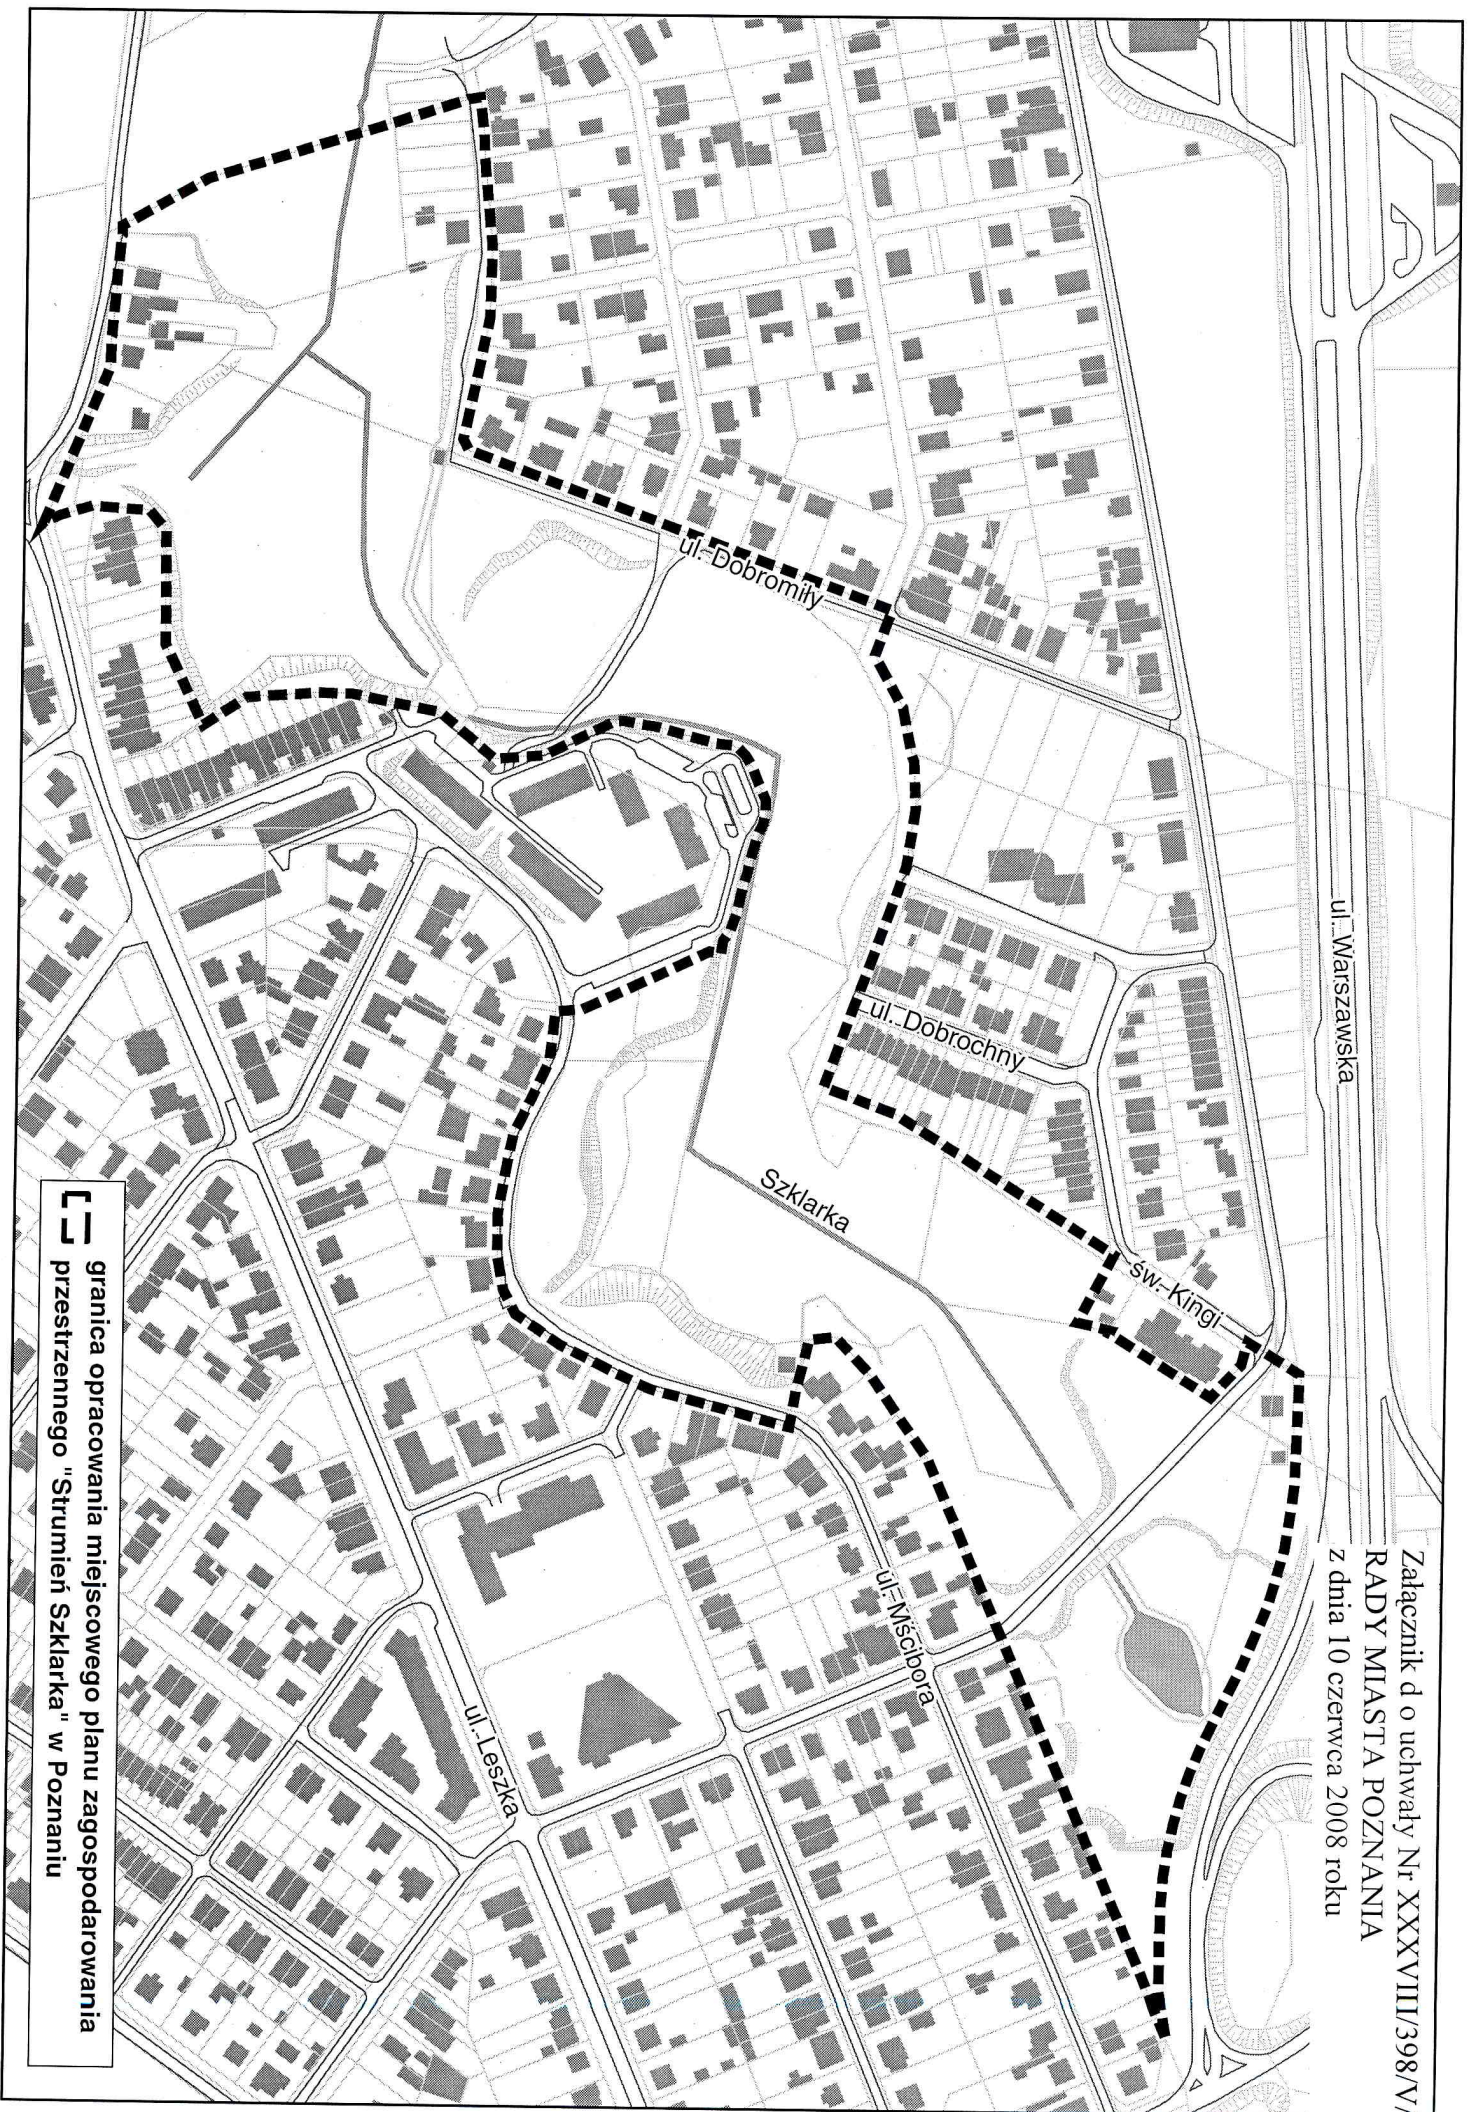 Załącznik d o uchwały Nr XXXVIII/398/V/
RADY MIASTA POZNANIA
z dnia 10 czerwca 2008 roku
ul. Warszawska
ul. Dobromiły
ul. Dobrochny
św. Kingi
Szklarka
ul. Mścibora
ul. Leszka
granica opracowania miejscowego planu zagospodarowania
przestrzennego "Strumień Szklarka" w Poznaniu